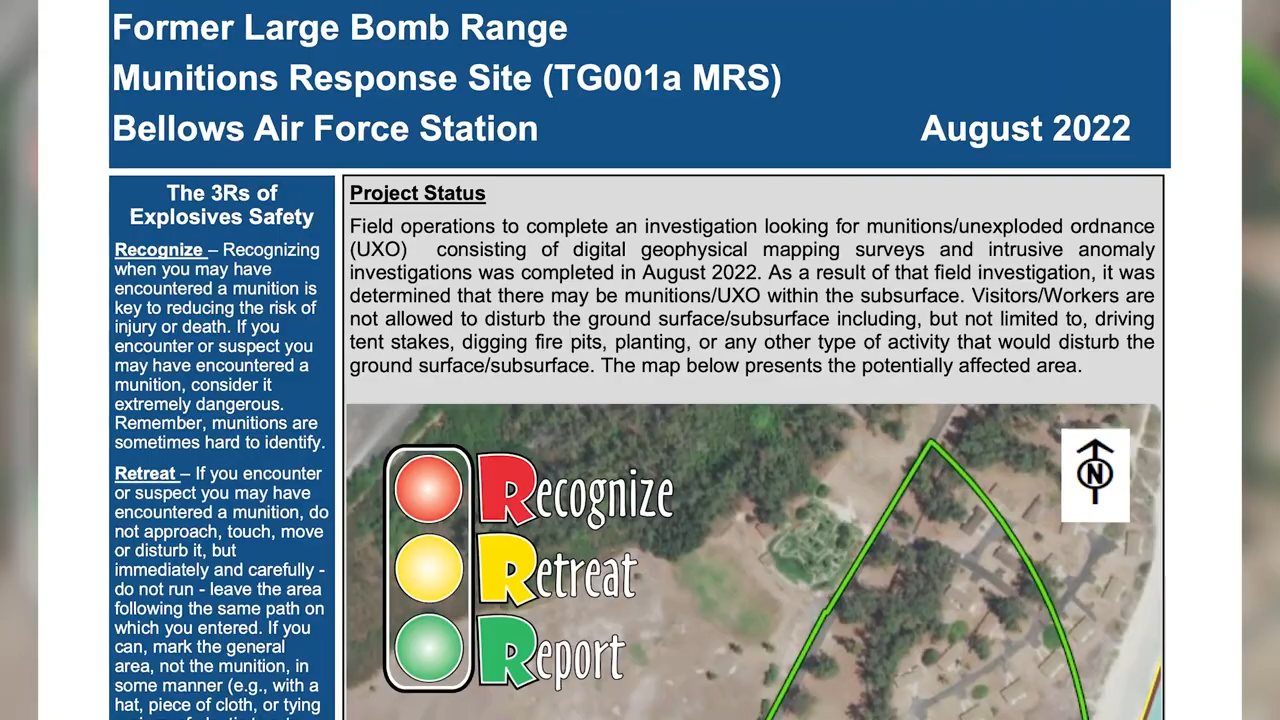 Former Large Bomb Range
Munitions Response Site (TG001a MRS)
Bellows Air Force Station
August 2022
The 3Rs of
Explosives Safety
Recognize – Recognizing
when you may have
encountered a munition is
key to reducing the risk of
injury or death. If you
encounter or suspect you
may have encountered a
munition, consider it
extremely dangerous.
Remember, munitions are
sometimes hard to identify.
Retreat – If you encounter
or suspect you may have
encountered a munition, do
not approach, touch, move
or disturb it, but
immediately and carefully -
do not run - leave the area
following the same path on
which you entered. If you
can, mark the general
area, not the munition, in
some manner (e.g., with a
hat, piece of cloth, or tying
Project Status
Field operations to complete an investigation looking for munitions/unexploded ordnance
(UXO) consisting of digital geophysical mapping surveys and intrusive anomaly
investigations was completed in August 2022. As a result of that field investigation, it was
determined that there may be munitions/UXO within the subsurface. Visitors/Workers are
not allowed to disturb the ground surface/subsurface including, but not limited to, driving
tent stakes, digging fire pits, planting, or any other type of activity that would disturb the
ground surface/subsurface. The map below presents the potentially affected area.
Recognize
Retreat
Report
N